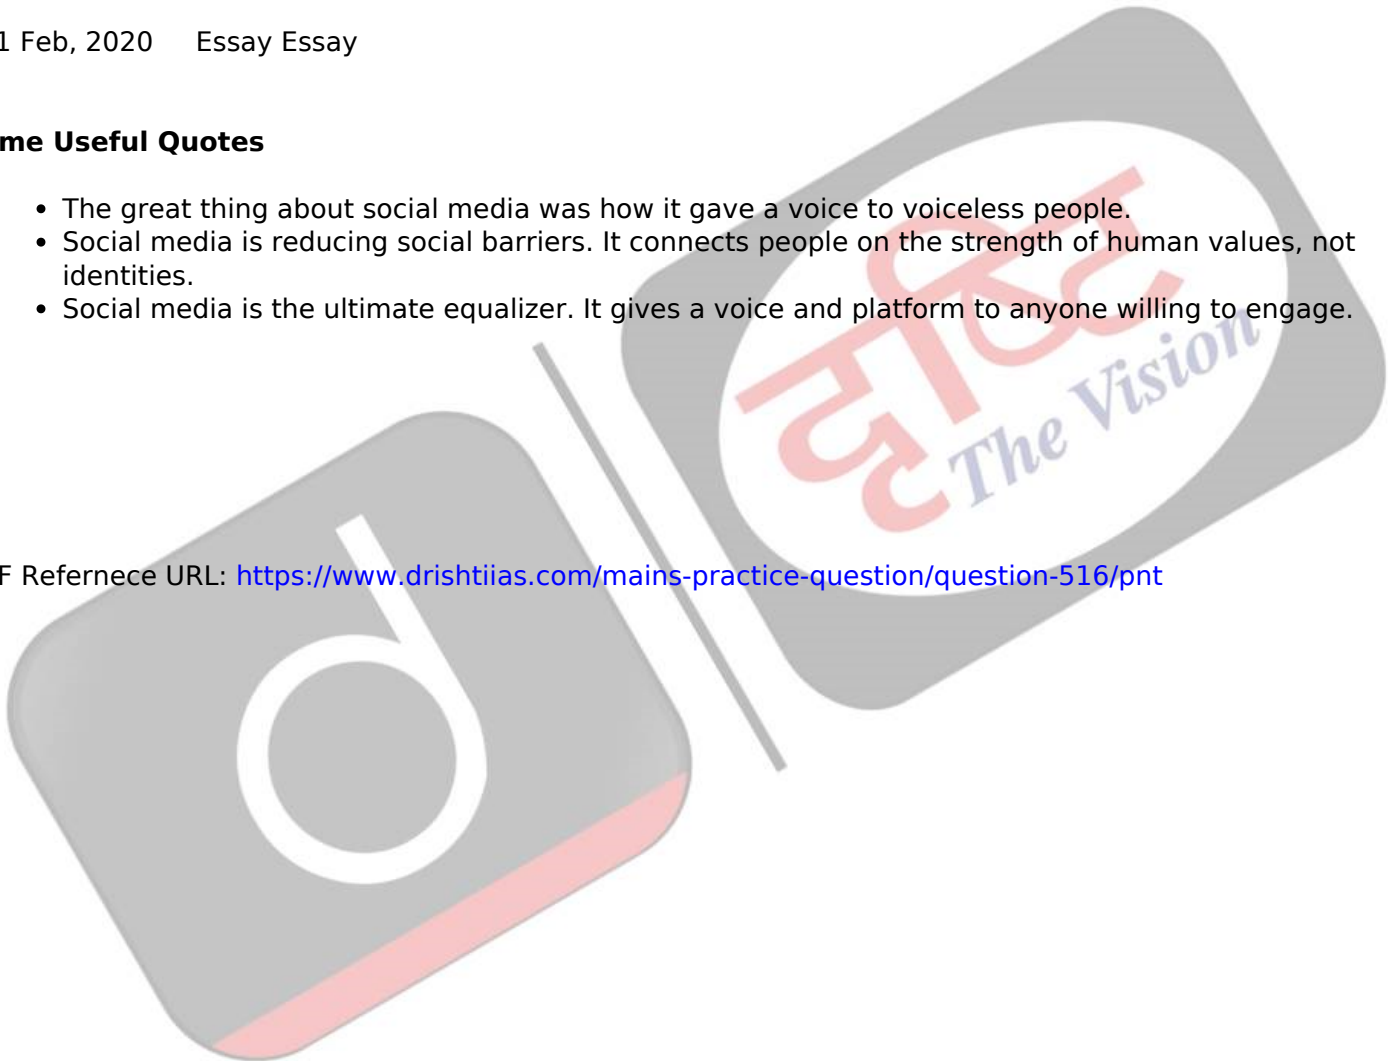 1 Feb, 2020 Essay Essay
me Useful Quotes
• The great thing about social media was how it gave a voice to voiceless people.
• Social media is reducing social barriers. It connects people on the strength of human values, not
identities.
• Social media is the ultimate equalizer. It gives a voice and platform to anyone willing to engage.
दृष्टि
The Vision
F Refernece URL: https://www.drishtiias.com/mains-practice-question/question-516/pnt
d